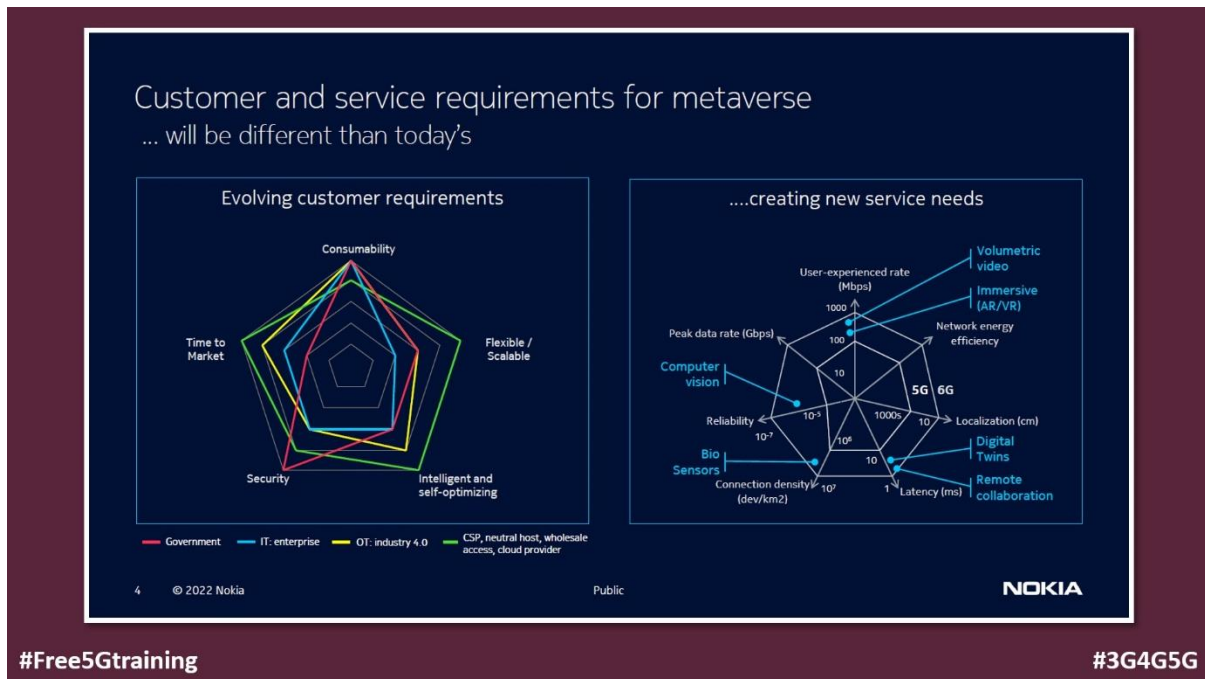 Customer and service requirements for metaverse
... will be different than today's
Evolving customer requirements
Consumability
Time to
Market
Flexible /
Scalable
Security
Intelligent and
self-optimizing
Government
IT: enterprise
OT: industry 4.0
CSP, neutral host, wholesale
access, cloud provider
....creating new service needs
Volumetric
video
User-experienced rate
(Mbps)
Immersive
(AR/VR)
1000
Peak data rate (Gbps)
100
Network energy
efficiency
Computer
vision
10
5G
6G
Reliability
10-5
1000s
10
Localization (cm)
10-7
10⁶
Digital
Twins
Bio
Sensors
10
Connection density
(dev/km2)
10⁷
1
Latency (ms)
Remote
collaboration
4
© 2022 Nokia
Public
NOKIA
#Free5Gtraining
#3G4G5G